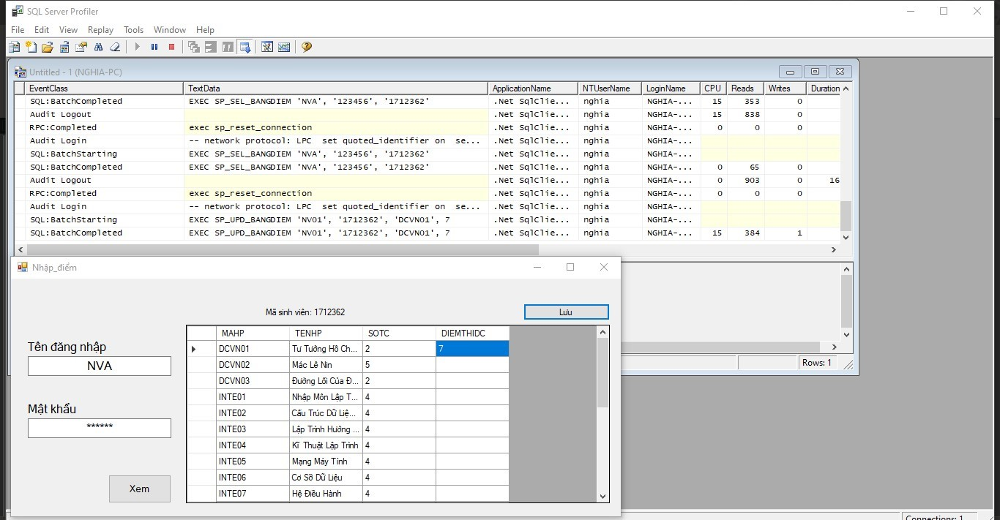 SQL Server Profiler
File Edit View Replay Tools Window Help
Untitled - 1 (NGHIA-PC)
EventClass TextData ApplicationName NTUserName LoginName CPU Reads Writes Duration
SQL:BatchCompleted EXEC SP_SEL_BANGDIEM 'NVA', '123456', '1712362' .Net SqlClie... nghia NGHIA-... 15 353 0
Audit Logout .Net SqlClie... nghia NGHIA-... 15 838 0
RPC:Completed exec sp_reset_connection .Net SqlClie... nghia NGHIA-... 0 0 0
Audit Login -- network protocol: LPC set quoted_identifier on se... .Net SqlClie... nghia NGHIA-...
SQL:BatchStarting EXEC SP_SEL_BANGDIEM 'NVA', '123456', '1712362' .Net SqlClie... nghia NGHIA-...
SQL:BatchCompleted EXEC SP_SEL_BANGDIEM 'NVA', '123456', '1712362' .Net SqlClie... nghia NGHIA-... 0 65 0
Audit Logout .Net SqlClie... nghia NGHIA-... 0 903 0 16
RPC:Completed exec sp_reset_connection .Net SqlClie... nghia NGHIA-... 0 0 0
Audit Login -- network protocol: LPC set quoted_identifier on se... .Net SqlClie... nghia NGHIA-...
SQL:BatchStarting EXEC SP_UPD_BANGDIEM 'NV01', '1712362', 'DCVN01', 7 .Net SqlClie... nghia NGHIA-...
SQL:BatchCompleted EXEC SP_UPD_BANGDIEM 'NV01', '1712362', 'DCVN01', 7 .Net SqlClie... nghia NGHIA-... 15 384 1
Nhập_điểm
Mã sinh viên: 1712362
Lưu
Tên đăng nhập
NVA
Mật khẩu
******
Xem
MAHP TENHP SOTC DIEMTHIDC
DCVN01 Tư Tưởng Hồ Ch... 2 7
DCVN02 Mác Lê Nin 5
DCVN03 Đường Lối Của Đ... 2
INTE01 Nhập Môn Lập T... 4
INTE02 Cấu Trúc Dữ Liệ... 4
INTE03 Lập Trình Hướng ... 4
INTE04 Kĩ Thuật Lập Trình 4
INTE05 Mạng Máy Tính 4
INTE06 Cơ Sỡ Dữ Liệu 4
INTE07 Hệ Điều Hành 4
Rows: 1
Connections: 1